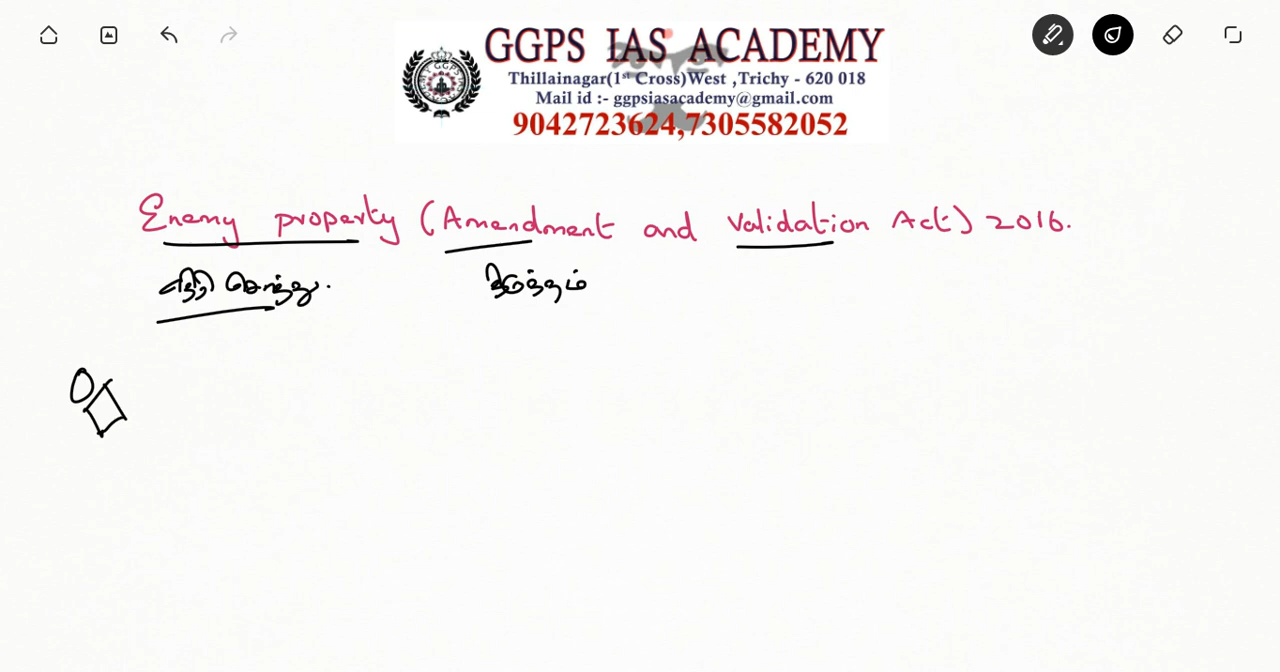 GGPS IAS ACADEMY
Thillainagar(1st Cross)West ,Trichy - 620 018
Mail id :- ggpsiasacademy@gmail.com
9042723624,7305582052
Enemy property (Amendment and Validation Act) 2016.
எதிரி சொத்து. திருத்தம்